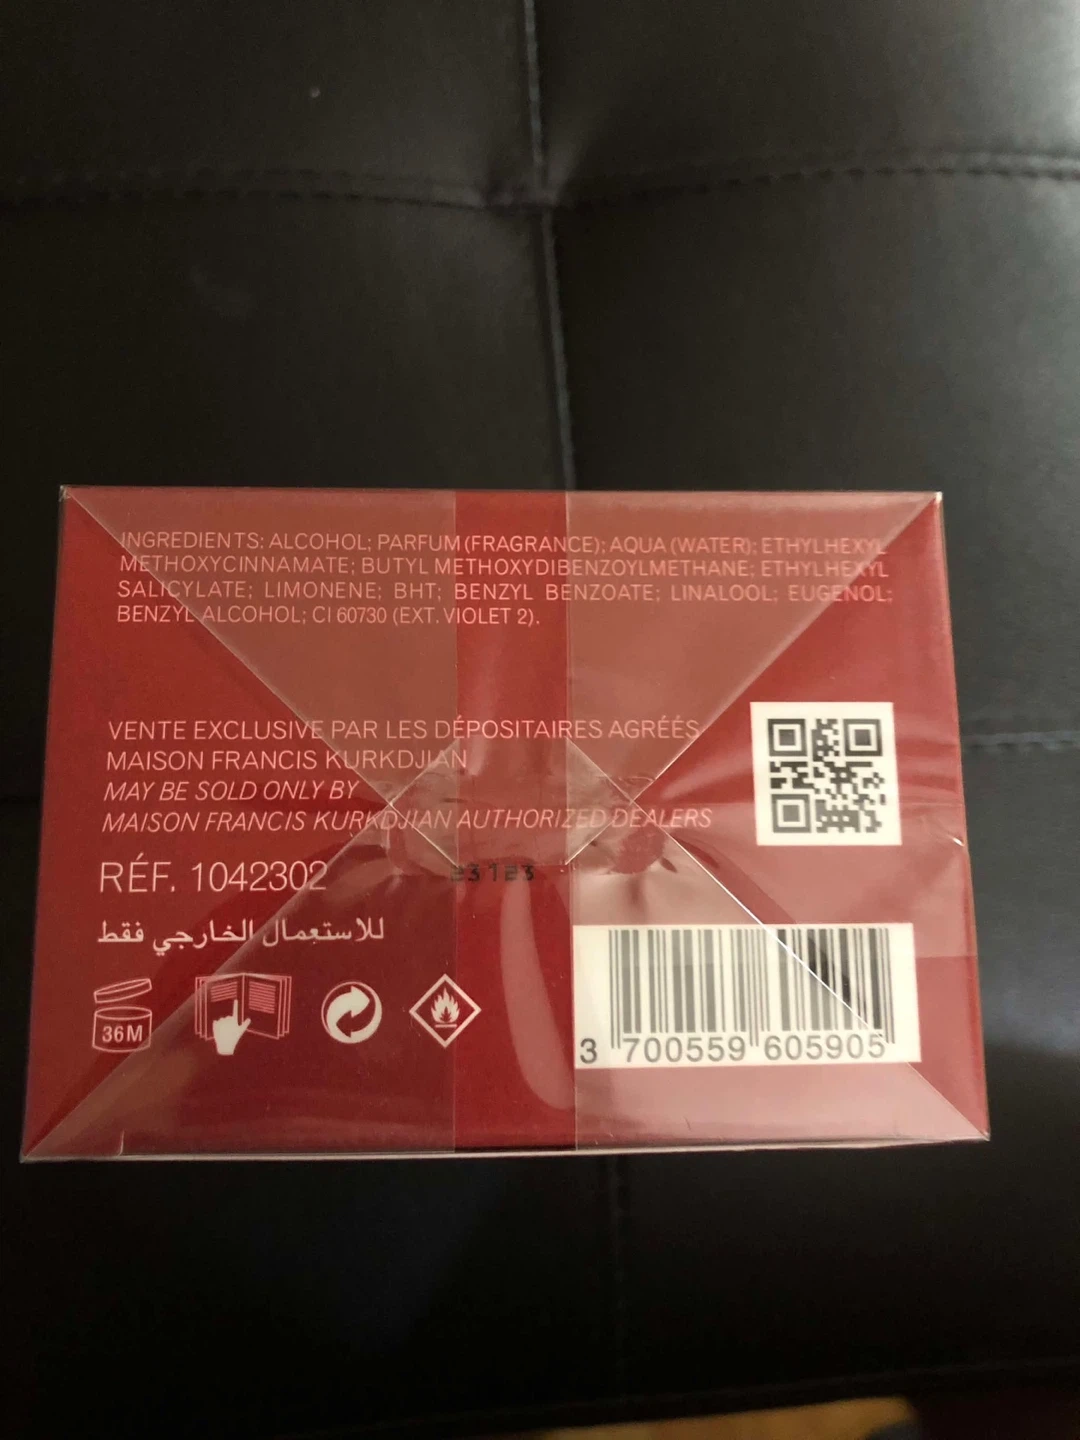 INGREDIENTS: ALCOHOL; PARFUM (FRAGRANCE); AQUA (WATER); ETHYLHEXYL
METHOXYCINNAMATE; BUTYL METHOXYDIBENZOYLMETHANE; ETHYLHEXYL
SALICYLATE; LIMONENE; BHT; BENZYL BENZOATE; LINALOOL; EUGENOL;
BENZYL ALCOHOL; CI 60730 (EXT. VIOLET 2).
VENTE EXCLUSIVE PAR LES DÉPOSITAIRES AGRÉÉS
MAISON FRANCIS KURKDJIAN
MAY BE SOLD ONLY BY
MAISON FRANCIS KURKDJIAN AUTHORIZED DEALERS
RÉF. 1042302
للاستعمال الخارجي فقط
36M
3 700559 605905